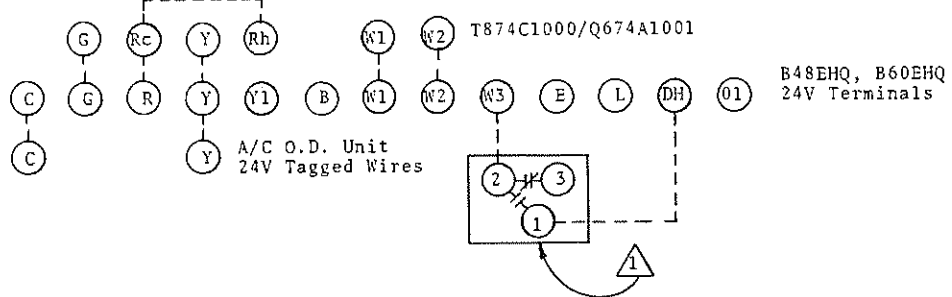 G Rc Y Rh W1 W2 T874C1000/Q674A1001
C G R Y Y1 B W1 W2 W3 E L DH 01 B48EHQ, B60EHQ
24V Terminals
C Y A/C O.D. Unit
24V Tagged Wires
2 3
1
1